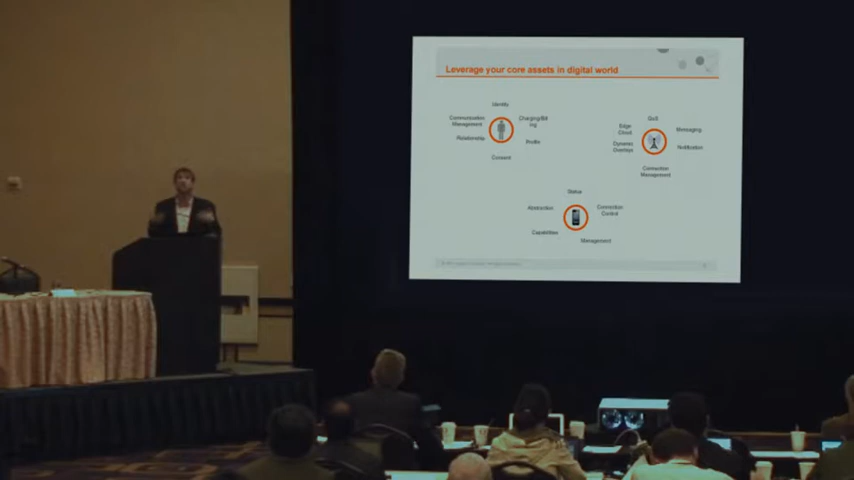 Leverage your core assets in digital world
Identity
Communication
Management
Charging/Bill
ing
Relationship
Profile
Consent
QoS
Edge
Cloud
Messaging
Dynamic
Overlays
Notification
Connection
Management
Status
Abstraction
Connection
Control
Capabilities
Management